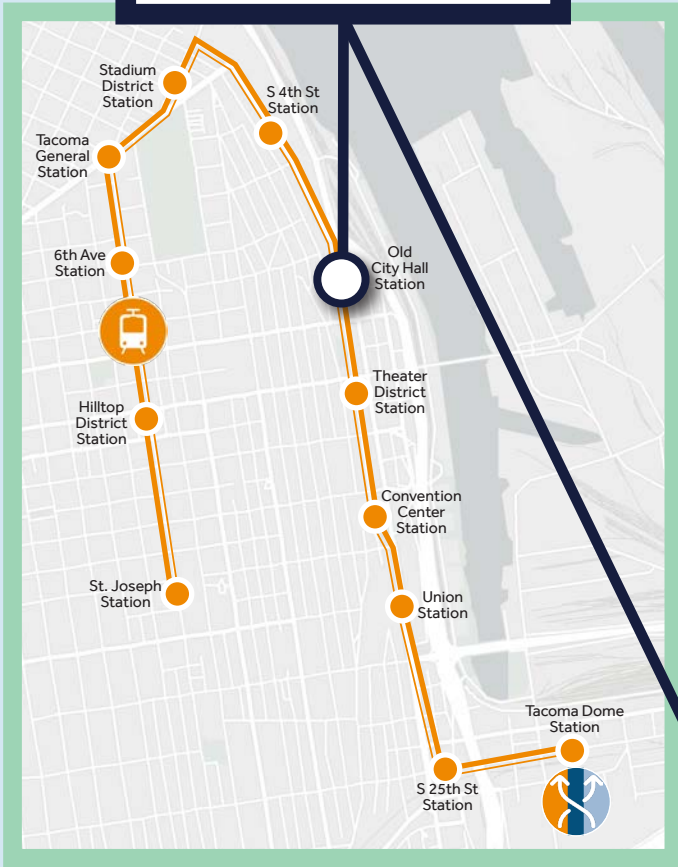 Stadium
District
Station
S 4th St
Station
Tacoma
General
Station
6th Ave
Station
Old
City Hall
Station
Theater
District
Station
Hilltop
District
Station
Convention
Center
Station
St. Joseph
Station
Union
Station
Tacoma Dome
Station
S 25th St
Station